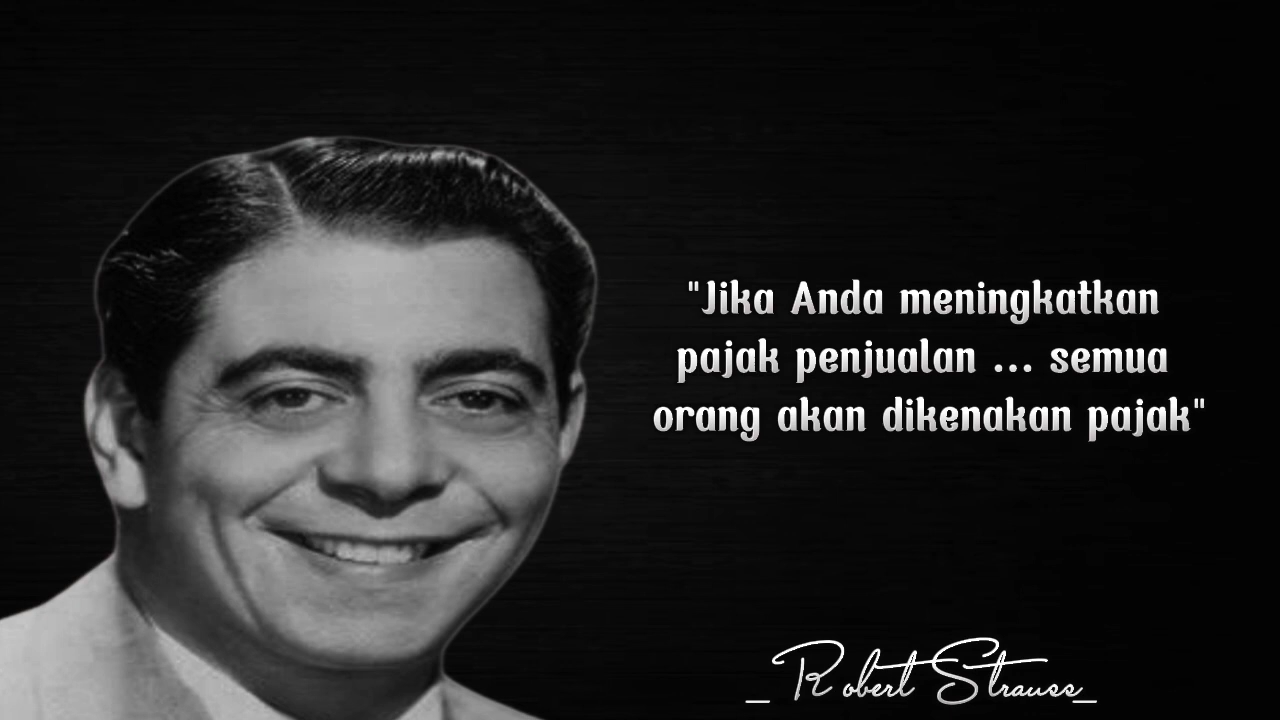 "Jika Anda meningkatkan
pajak penjualan ... semua
orang akan dikenakan pajak"
_Robert Strauss_